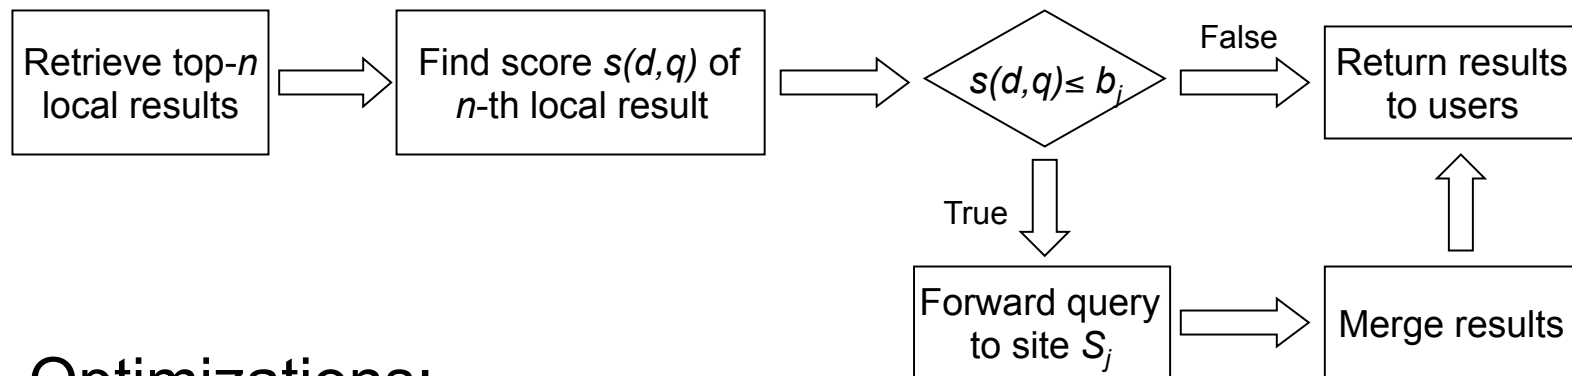 Retrieve top-n
local results
Find score s(d,q) of
n-th local result
s(d,q)≤ bj
False
Return results
to users
True
Forward query
to site Sj
Merge results
Optimizations: